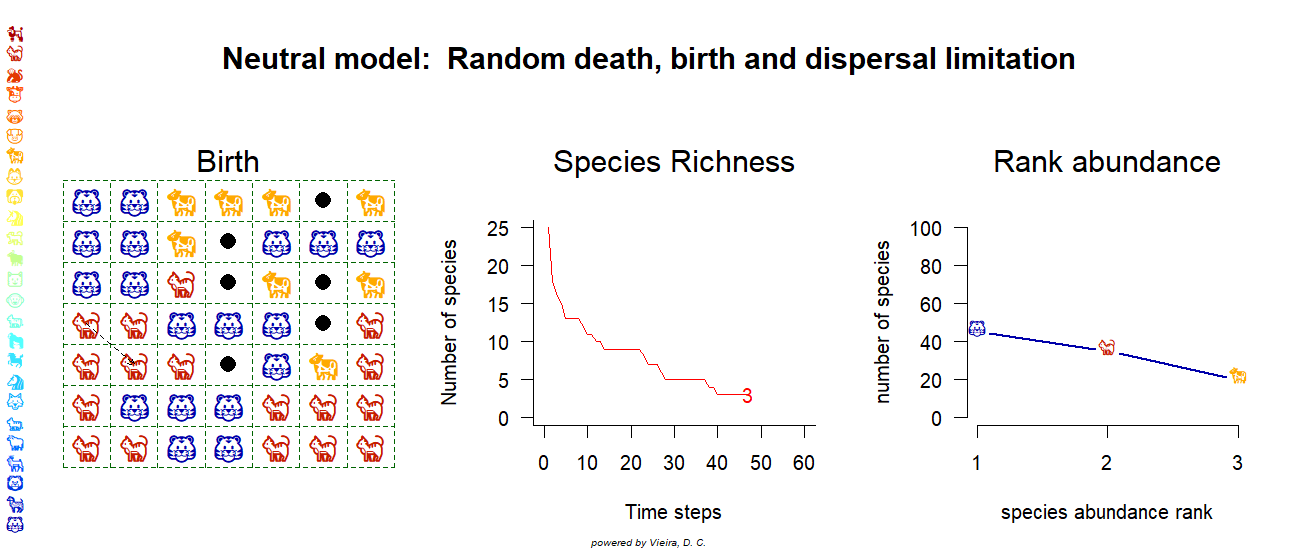 Neutral model:  Random death, birth and dispersal limitation
Birth
Species Richness
Number of species
25
20
15
10
5
0
3
0 10 20 30 40 50 60
Time steps
Rank abundance
number of species
100
80
60
40
20
0
1 2 3
species abundance rank
powered by Vieira, D. C.